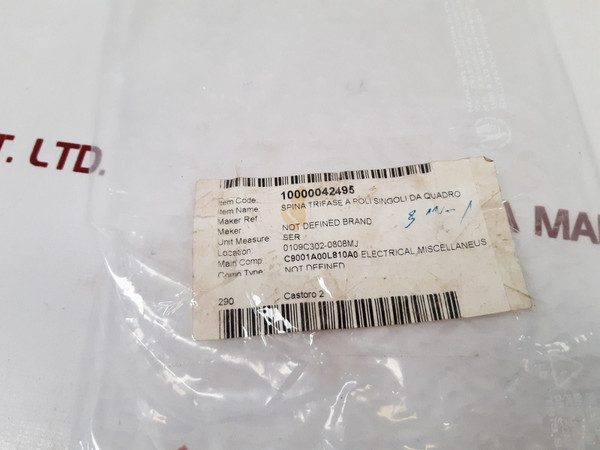 T. LTD.
A MA
Item Code. 10000042495
Item Name. SPINA TRIFASE A POLI SINGOLI DA QUADRO
Maker Ref.
Maker. NOT DEFINED BRAND
Unit Measure SER
Location 0109C302-0808MJ
Main Comp C9001A00L810A0 ELECTRICAL,MISCELLANEUS
Comp Type NOT DEFINED
290 Castoro 2